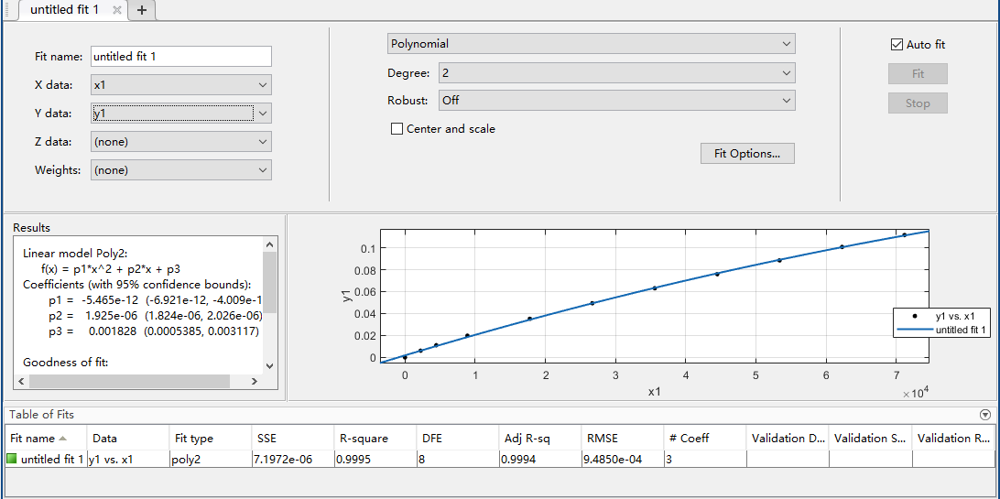 untitled fit 1
+
Fit name: untitled fit 1
X data: x1
Y data: y1
Z data: (none)
Weights: (none)
Polynomial
Degree: 2
Robust: Off
Center and scale
Fit Options...
Auto fit
Fit
Stop
Results
Linear model Poly2:
f(x) = p1*x^2 + p2*x + p3
Coefficients (with 95% confidence bounds):
p1 = -5.465e-12 (-6.921e-12, -4.009e-1
p2 = 1.925e-06 (1.824e-06, 2.026e-06)
p3 = 0.001828 (0.0005385, 0.003117)
Goodness of fit:
0.1
0.08
0.06
0.04
0.02
0
y1
0 1 2 3 4 5 6 7
x1
×10^4
y1 vs. x1
untitled fit 1
Table of Fits
Fit name Data Fit type SSE R-square DFE Adj R-sq RMSE # Coeff Validation D... Validation S... Validation R...
untitled fit 1 y1 vs. x1 poly2 7.1972e-06 0.9995 8 0.9994 9.4850e-04 3